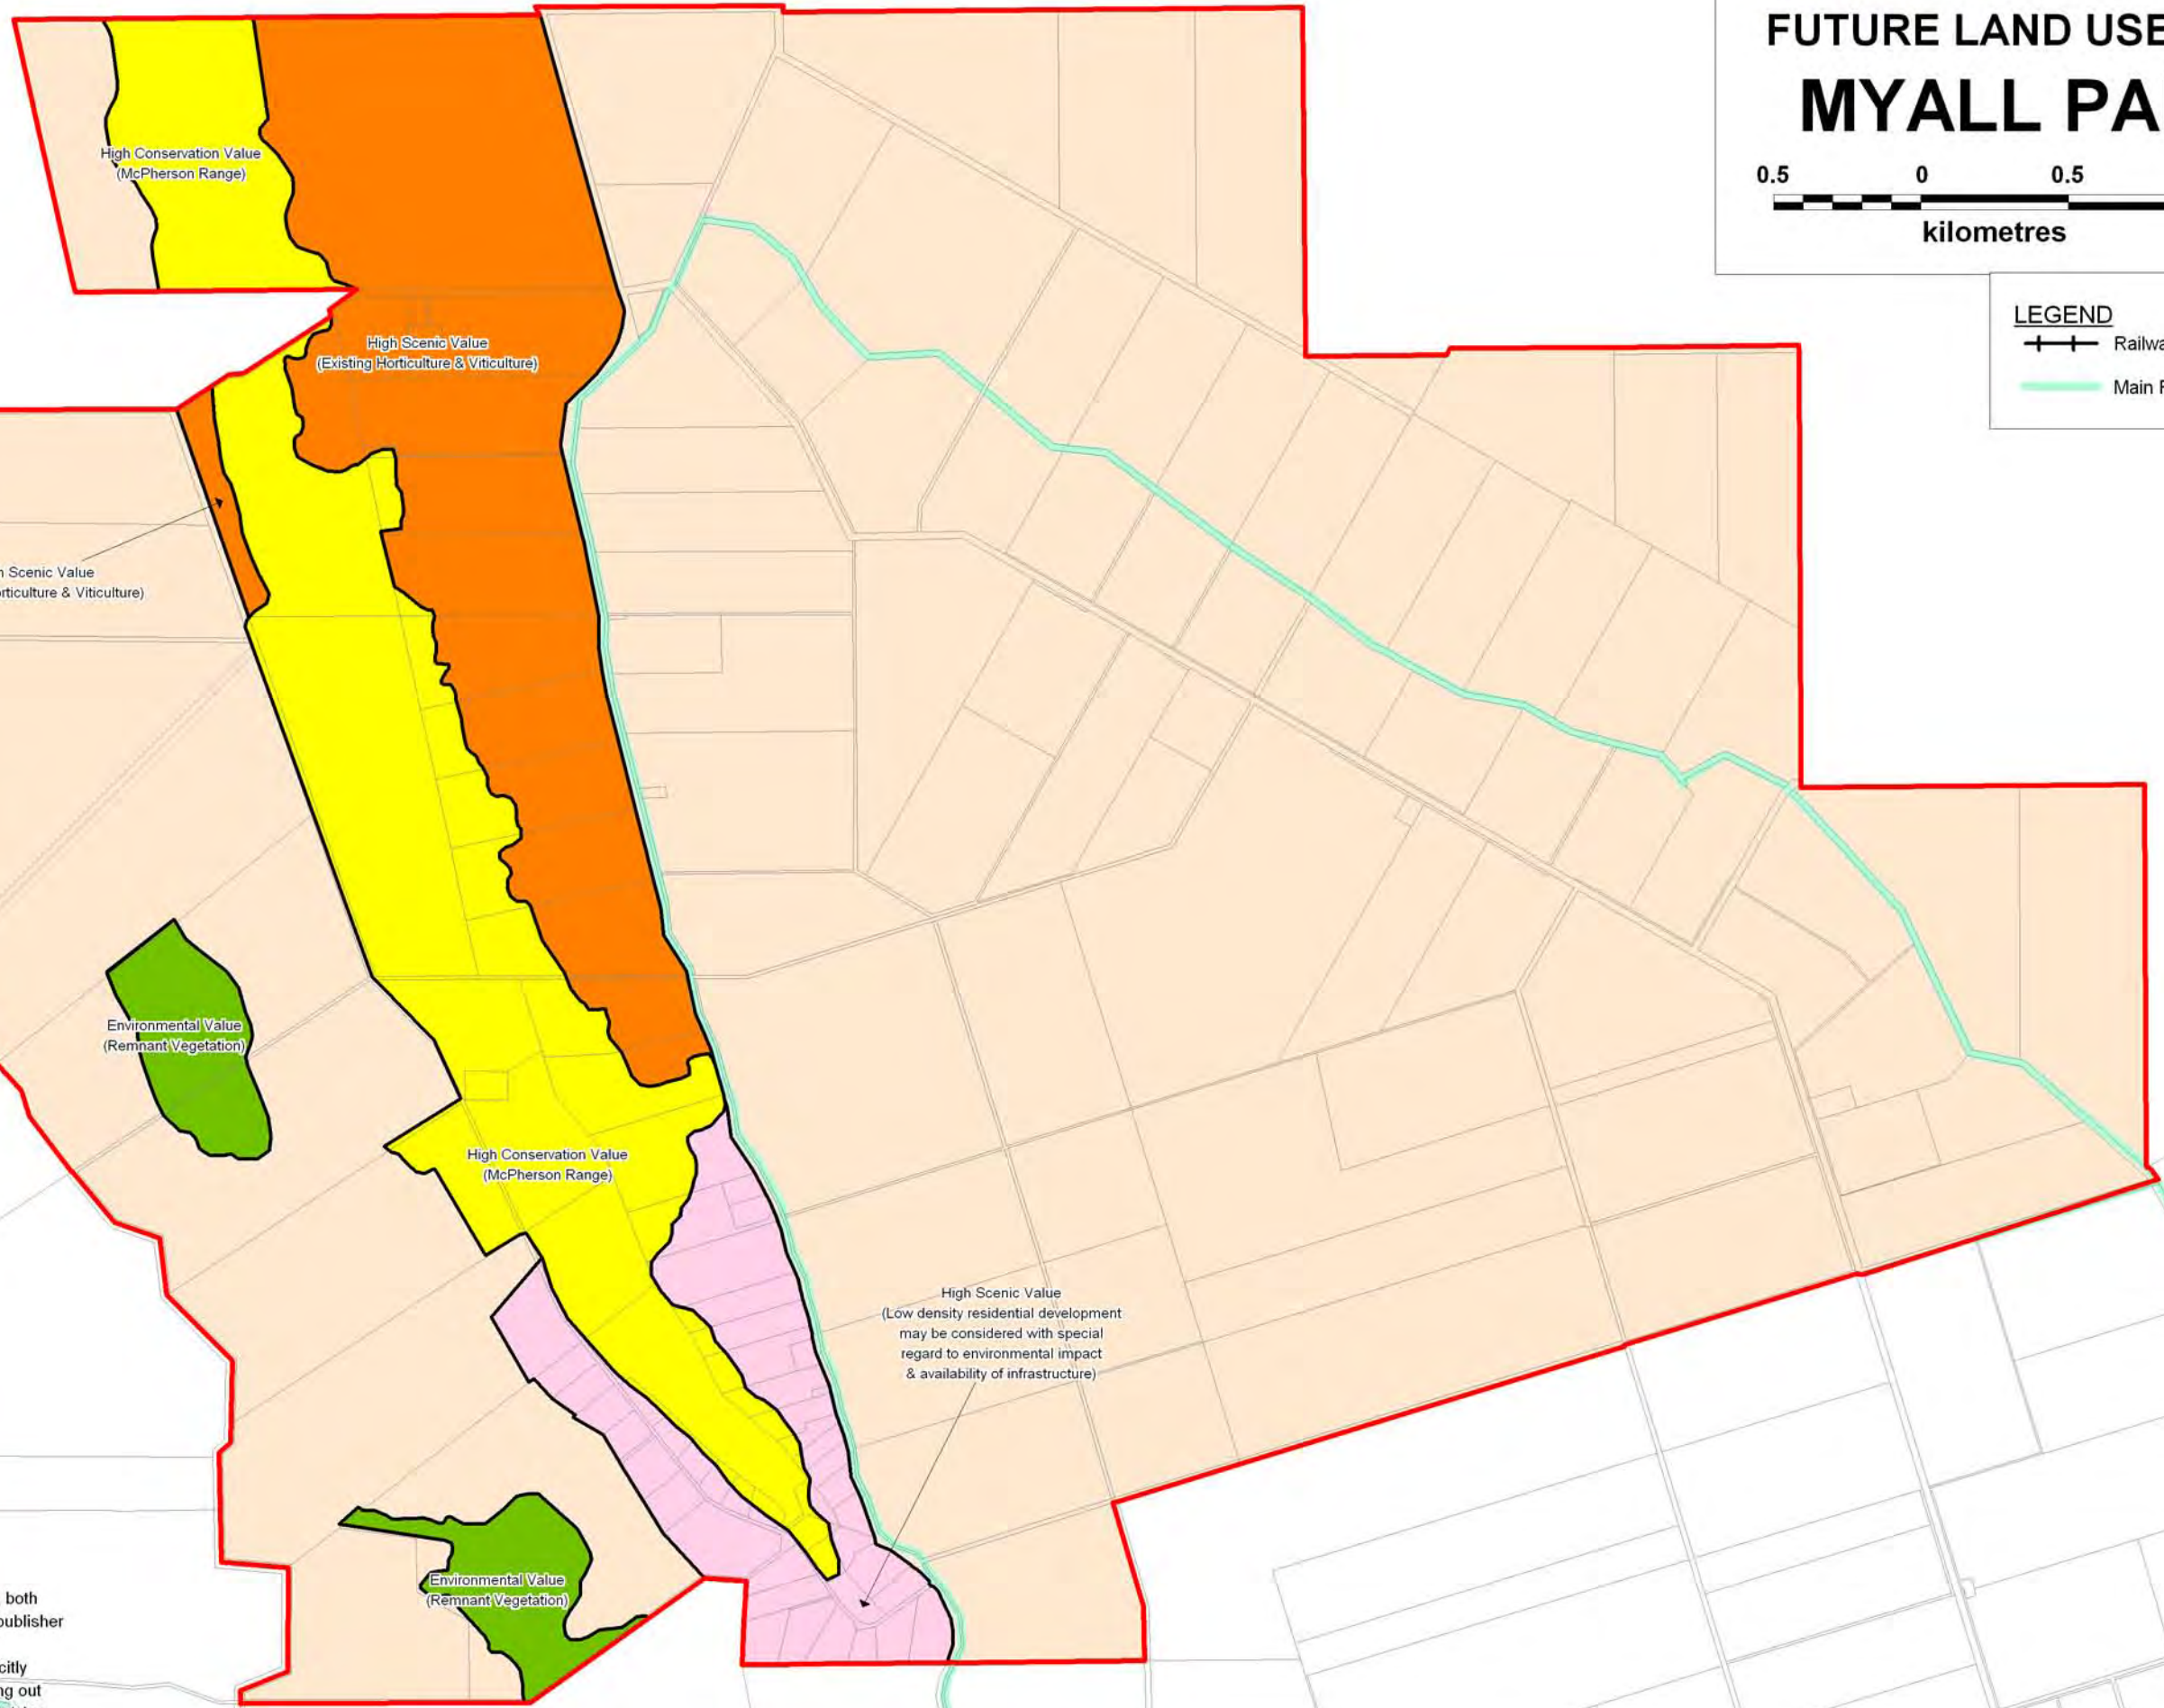 FUTURE LAND USE
MYALL PA
0.5 0 0.5
kilometres
LEGEND
Railwa
Main
High Conservation Value
(McPherson Range)
High Scenic Value
(Existing Horticulture & Viticulture)
Scenic Value
rticulture & Viticulture)
Environmental Value
(Remnant Vegetation)
High Conservation Value
(McPherson Range)
High Scenic Value
(Low density residential development
may be considered with special
regard to environmental impact
& availability of infrastructure)
Environmental Value
(Remnant Vegetation)
both
publisher
citly
ng out